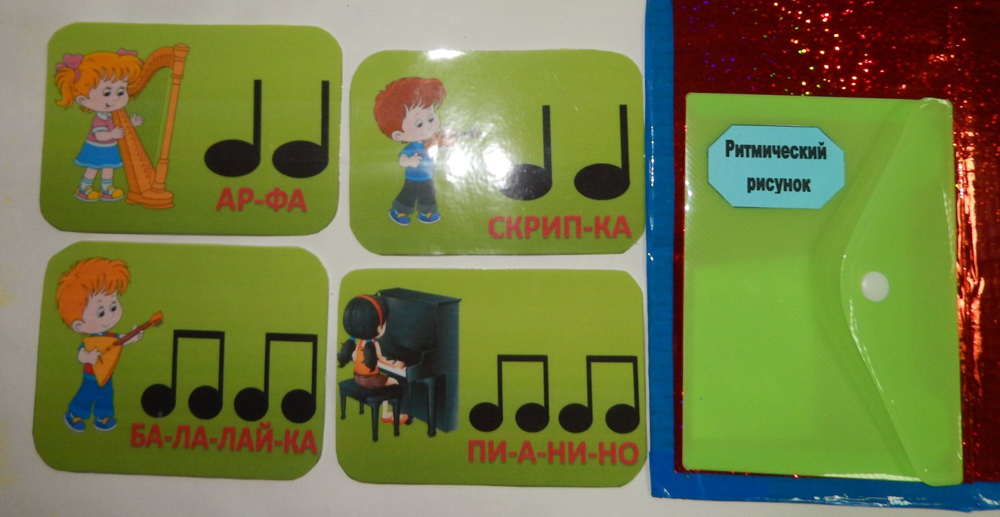 АР-ФА
СКРИП-КА
БА-ЛА-ЛАЙ-КА
ПИ-А-НИ-НО
Ритмический
рисунок